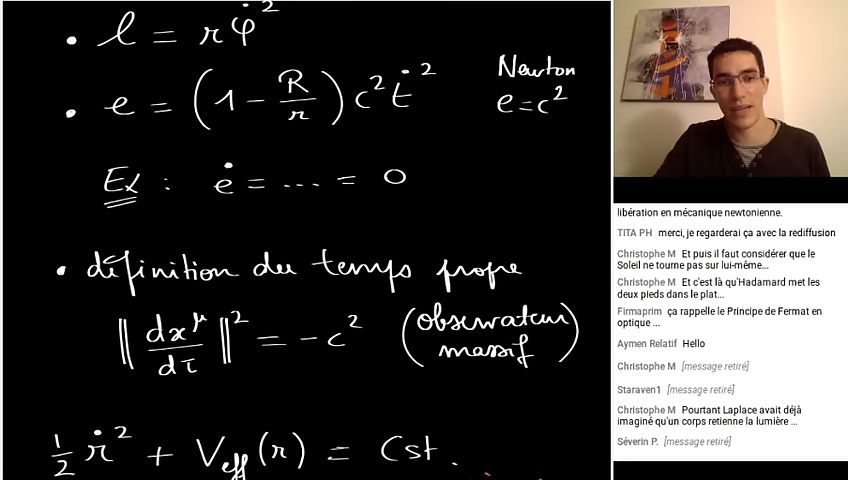 • l = rφ̇²
• e = (1 - R/r) c² ṫ²
Newton
e = c²
Ex : ė = .... = 0
• définition du temps propre
‖ dx^μ / dτ ‖² = -c² (observateur massif)
½ ṙ² + V_eff(r) = Cst.
libération en mécanique newtonienne.
TITA PH merci, je regarderai ça avec la rediffusion
Christophe M Et puis il faut considérer que le
Soleil ne tourne pas sur lui-même...
Christophe M Et c'est là qu'Hadamard met les
deux pieds dans le plat...
Firmaprim ça rappelle le Principe de Fermat en
optique ...
Aymen Relatif Hello
Christophe M [message retiré]
Staraven1 [message retiré]
Christophe M Pourtant Laplace avait déjà
imaginé qu'un corps retienne la lumière ...
Séverin P. [message retiré]